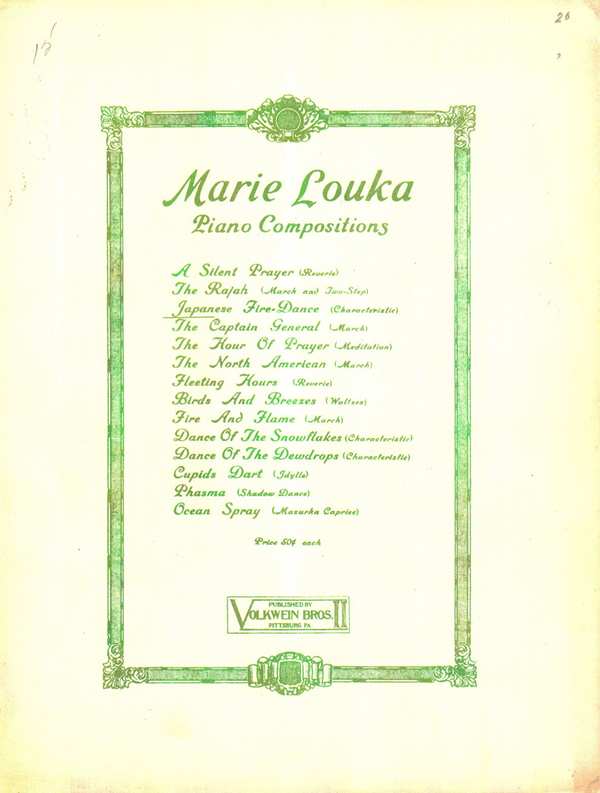 26
Marie Louka
Piano Compositions
A Silent Prayer (Reverie)
The Rajah (March and Two-Step)
Japanese Fire-Dance (Characteristic)
The Captain General (March)
The Hour Of Prayer (Meditation)
The North American (March)
Fleeting Hours (Reverie)
Birds And Breezes (Waltzes)
Fire And Flame (March)
Dance Of The Snowflakes (Characteristic)
Dance Of The Dewdrops (Characteristic)
Cupids Dart (Idylle)
Phasma (Shadow Dance)
Ocean Spray (Mazurka Caprice)
Price 50¢ each
PUBLISHED BY
VOLKWEIN BROS.
PITTSBURG PA